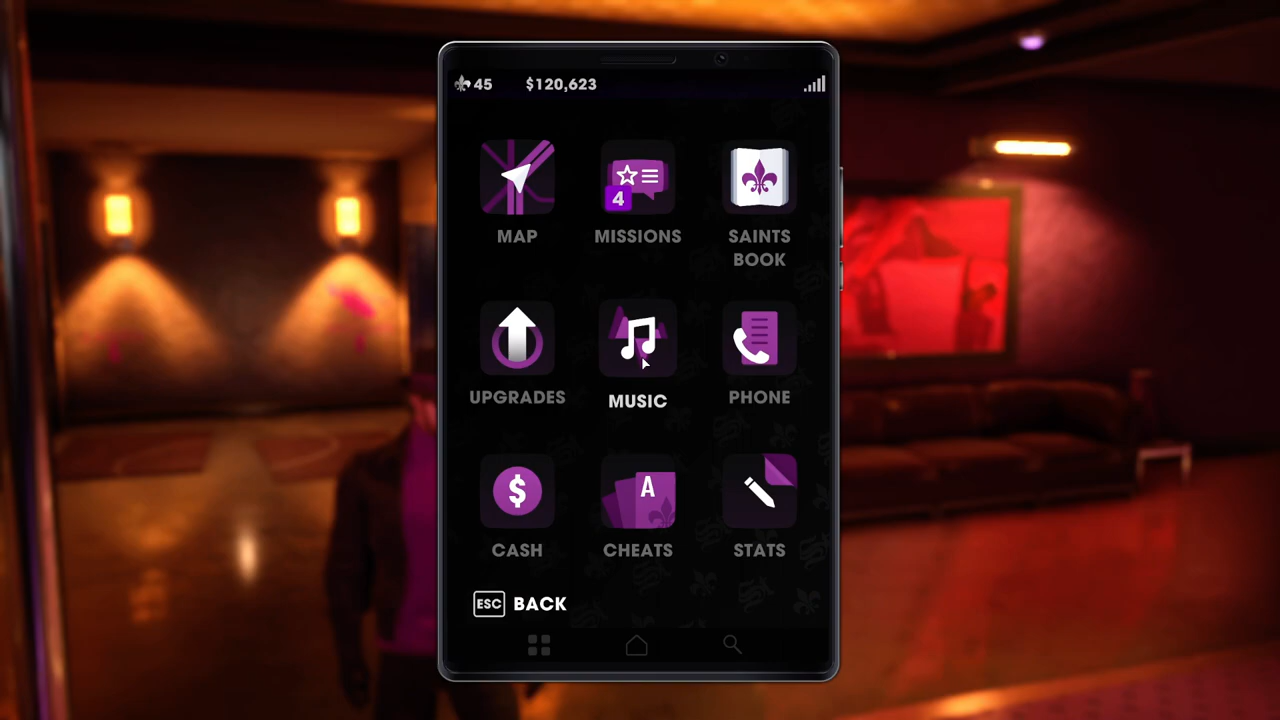 45 $120,623
MAP
4
MISSIONS
SAINTS
BOOK
UPGRADES
MUSIC
PHONE
$
CASH
A
CHEATS
STATS
ESC BACK